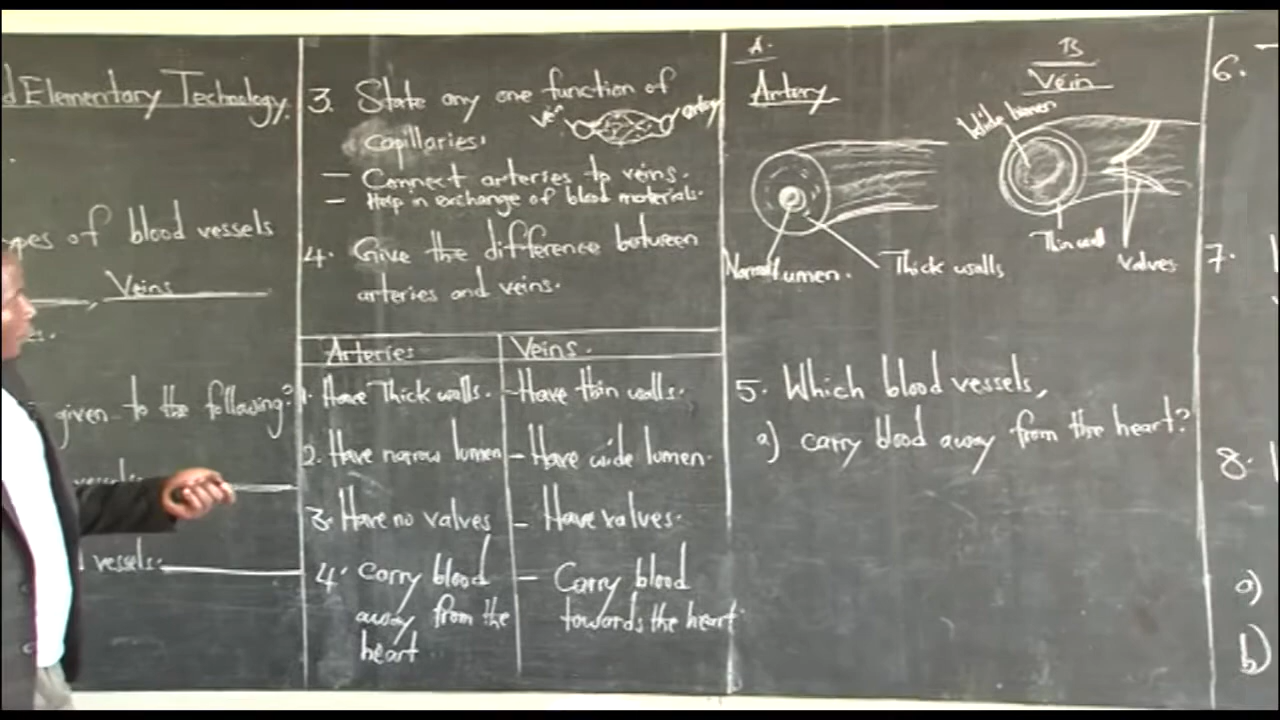 d Elementary Technology.
ypes of blood vessels
, Veins
given to the following?
vessels
vessels.
3. State any one function of
capillaries.
vein
artery
- Connect arteries to veins.
- Help in exchange of blood materials.
4. Give the difference between
arteries and veins.
Arteries Veins.
1. Have Thick walls. - Have thin walls.
2. Have narrow lumen - Have wide lumen.
3. Have no valves - Have valves.
4. Carry blood - Carry blood
away from the towards the heart
heart
A.
Artery
lumen.
Thick walls
B
Vein
lumen
Thin wall
valves
5. Which blood vessels,
a) carry blood away from the heart?
6.
7.
8.
a)
b)